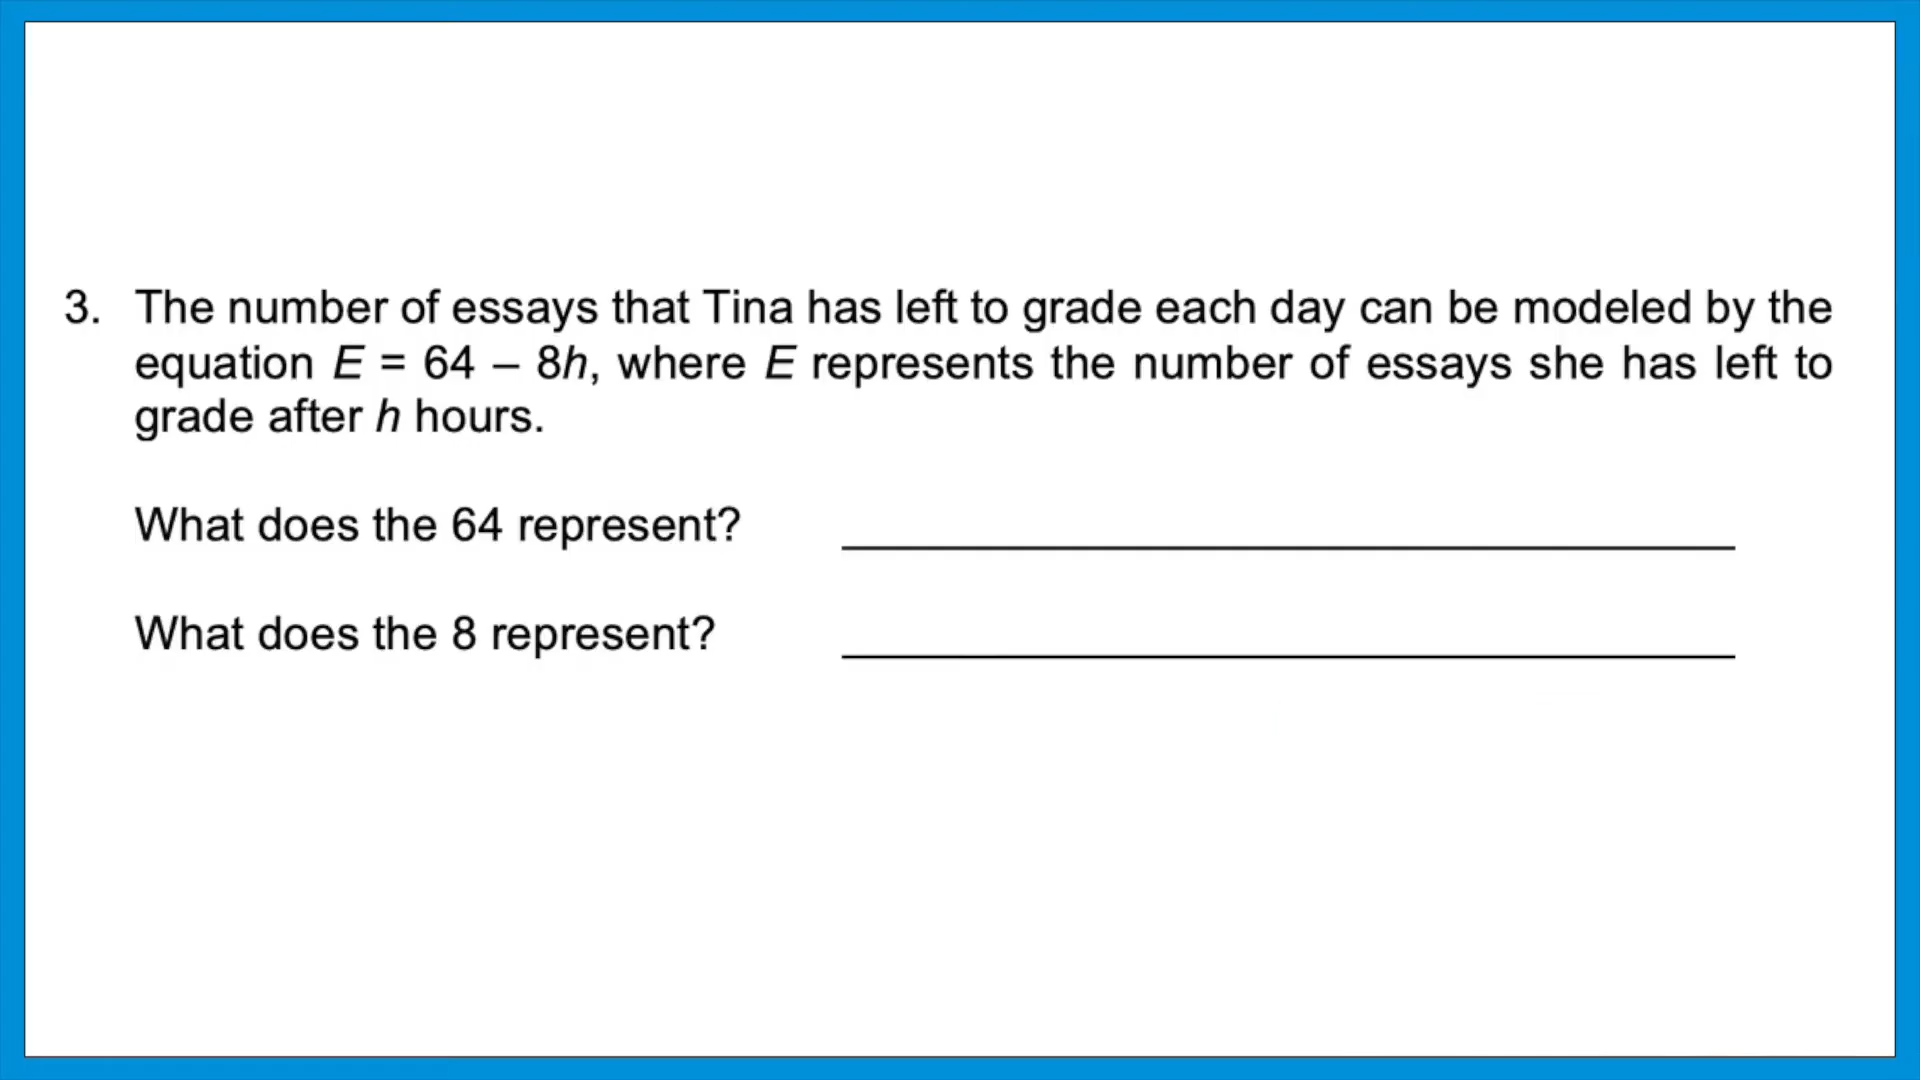 3. The number of essays that Tina has left to grade each day can be modeled by the
equation E = 64 – 8h, where E represents the number of essays she has left to
grade after h hours.
What does the 64 represent?
What does the 8 represent?